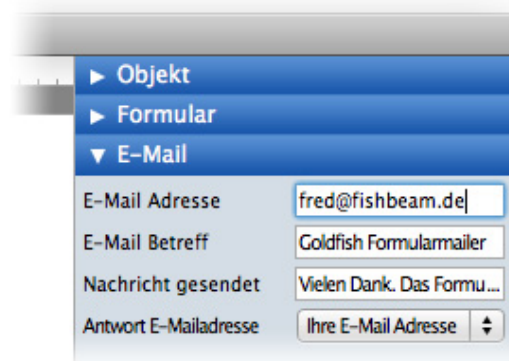 Objekt
Formular
E-Mail
E-Mail Adresse fred@fishbeam.de
E-Mail Betreff Goldfish Formularmailer
Nachricht gesendet Vielen Dank. Das Formu...
Antwort E-Mailadresse Ihre E-Mail Adresse